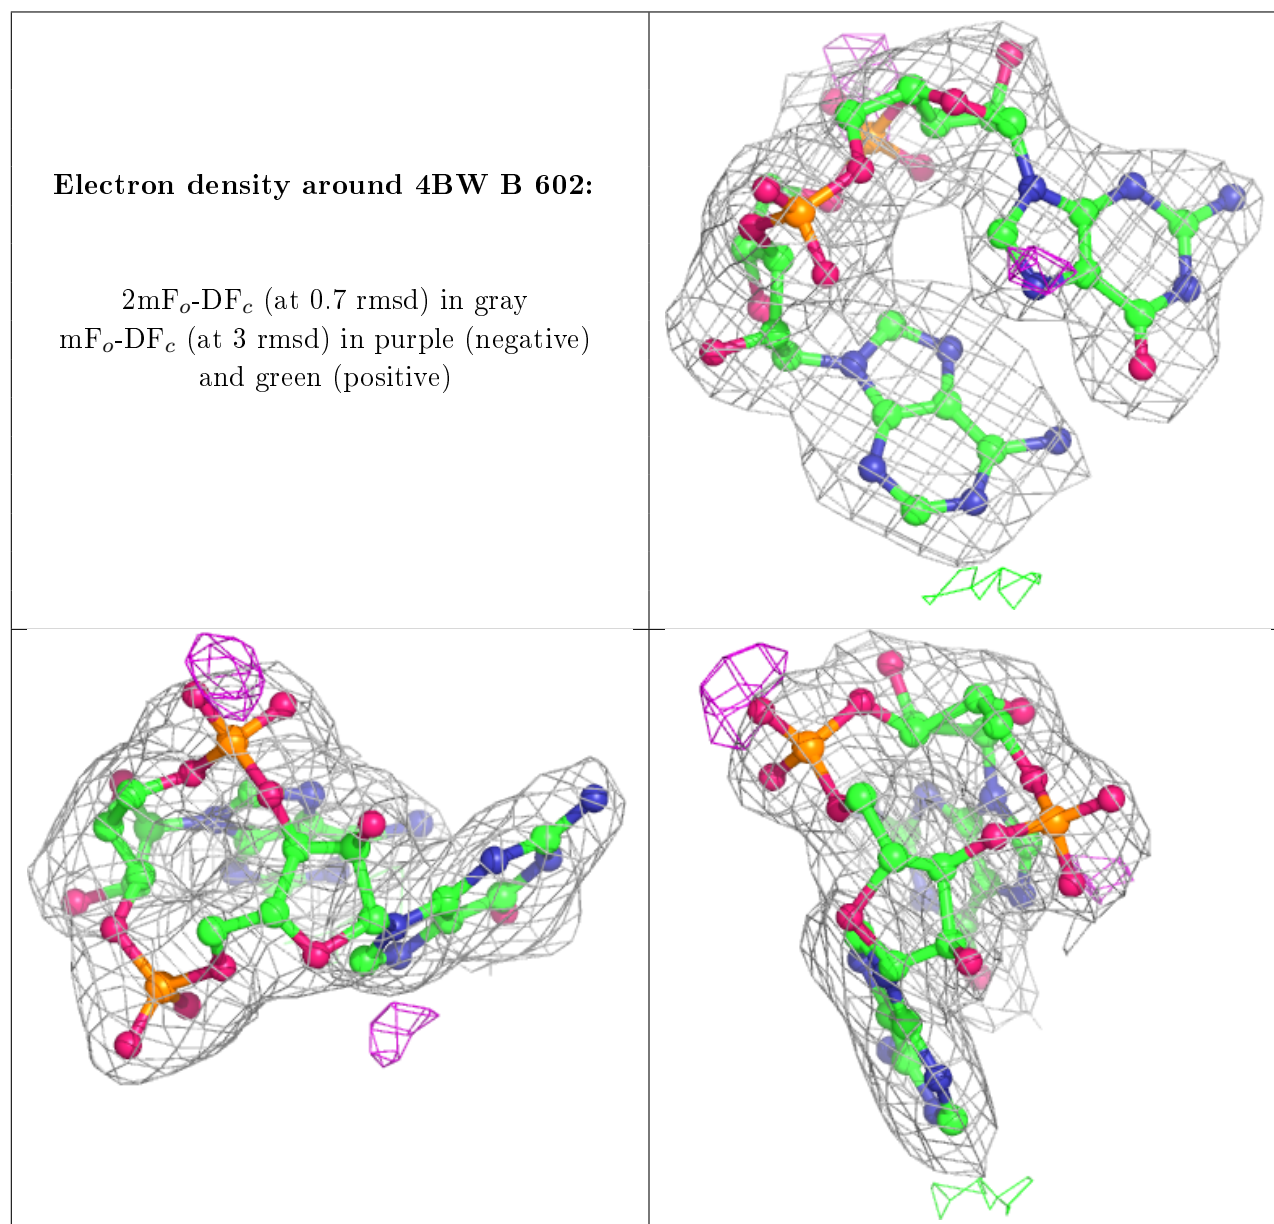 Electron density around 4BW B 602:
2mFo-DFc (at 0.7 rmsd) in gray
mFo-DFc (at 3 rmsd) in purple (negative)
and green (positive)